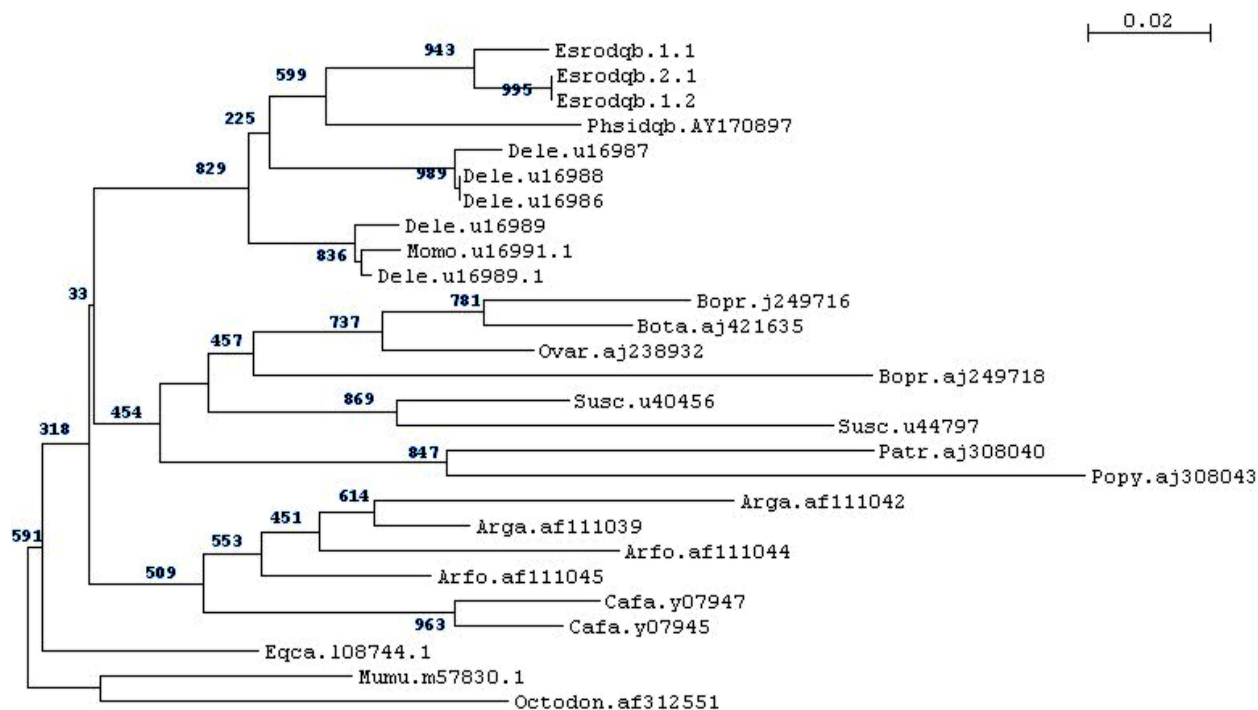 0.02
943
Esrodqb.1.1
599
995
Esrodqb.2.1
Esrodqb.1.2
225
Phsidqb.AY170897
829
989
Dele.u16987
Dele.u16988
Dele.u16986
836
Dele.u16989
Momo.u16991.1
Dele.u16989.1
33
781
Bopr.j249716
737
Bota.aj421635
457
Ovar.aj238932
Bopr.aj249718
869
Susc.u40456
454
Susc.u44797
318
847
Patr.aj308040
Popy.aj308043
614
Arga.af111042
451
Arga.af111039
591
553
Arfo.af111044
509
Arfo.af111045
Cafa.y07947
963
Cafa.y07945
Eqca.l08744.1
Mumu.m57830.1
Octodon.af312551